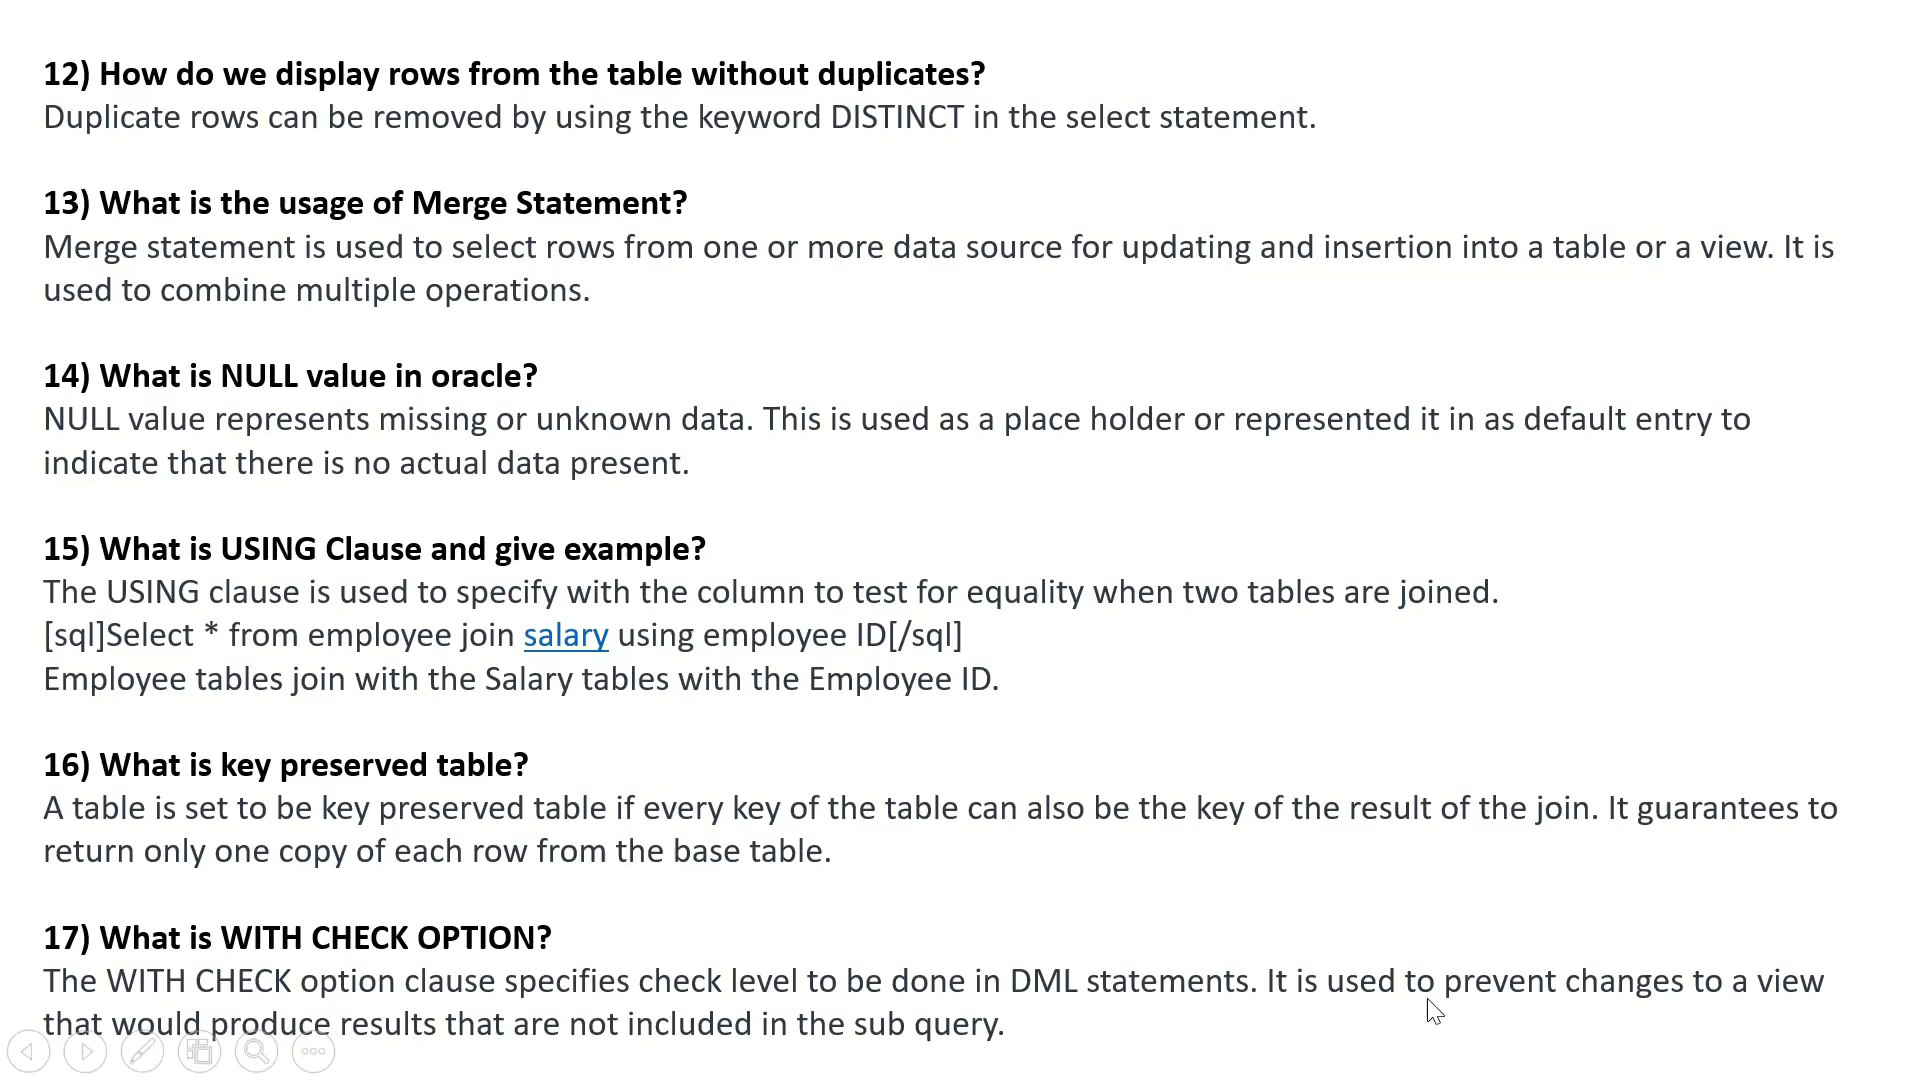 12) How do we display rows from the table without duplicates?
Duplicate rows can be removed by using the keyword DISTINCT in the select statement.
13) What is the usage of Merge Statement?
Merge statement is used to select rows from one or more data source for updating and insertion into a table or a view. It is
used to combine multiple operations.
14) What is NULL value in oracle?
NULL value represents missing or unknown data. This is used as a place holder or represented it in as default entry to
indicate that there is no actual data present.
15) What is USING Clause and give example?
The USING clause is used to specify with the column to test for equality when two tables are joined.
[sql]Select * from employee join salary using employee ID[/sql]
Employee tables join with the Salary tables with the Employee ID.
16) What is key preserved table?
A table is set to be key preserved table if every key of the table can also be the key of the result of the join. It guarantees to
return only one copy of each row from the base table.
17) What is WITH CHECK OPTION?
The WITH CHECK option clause specifies check level to be done in DML statements. It is used to prevent changes to a view
that would produce results that are not included in the sub query.